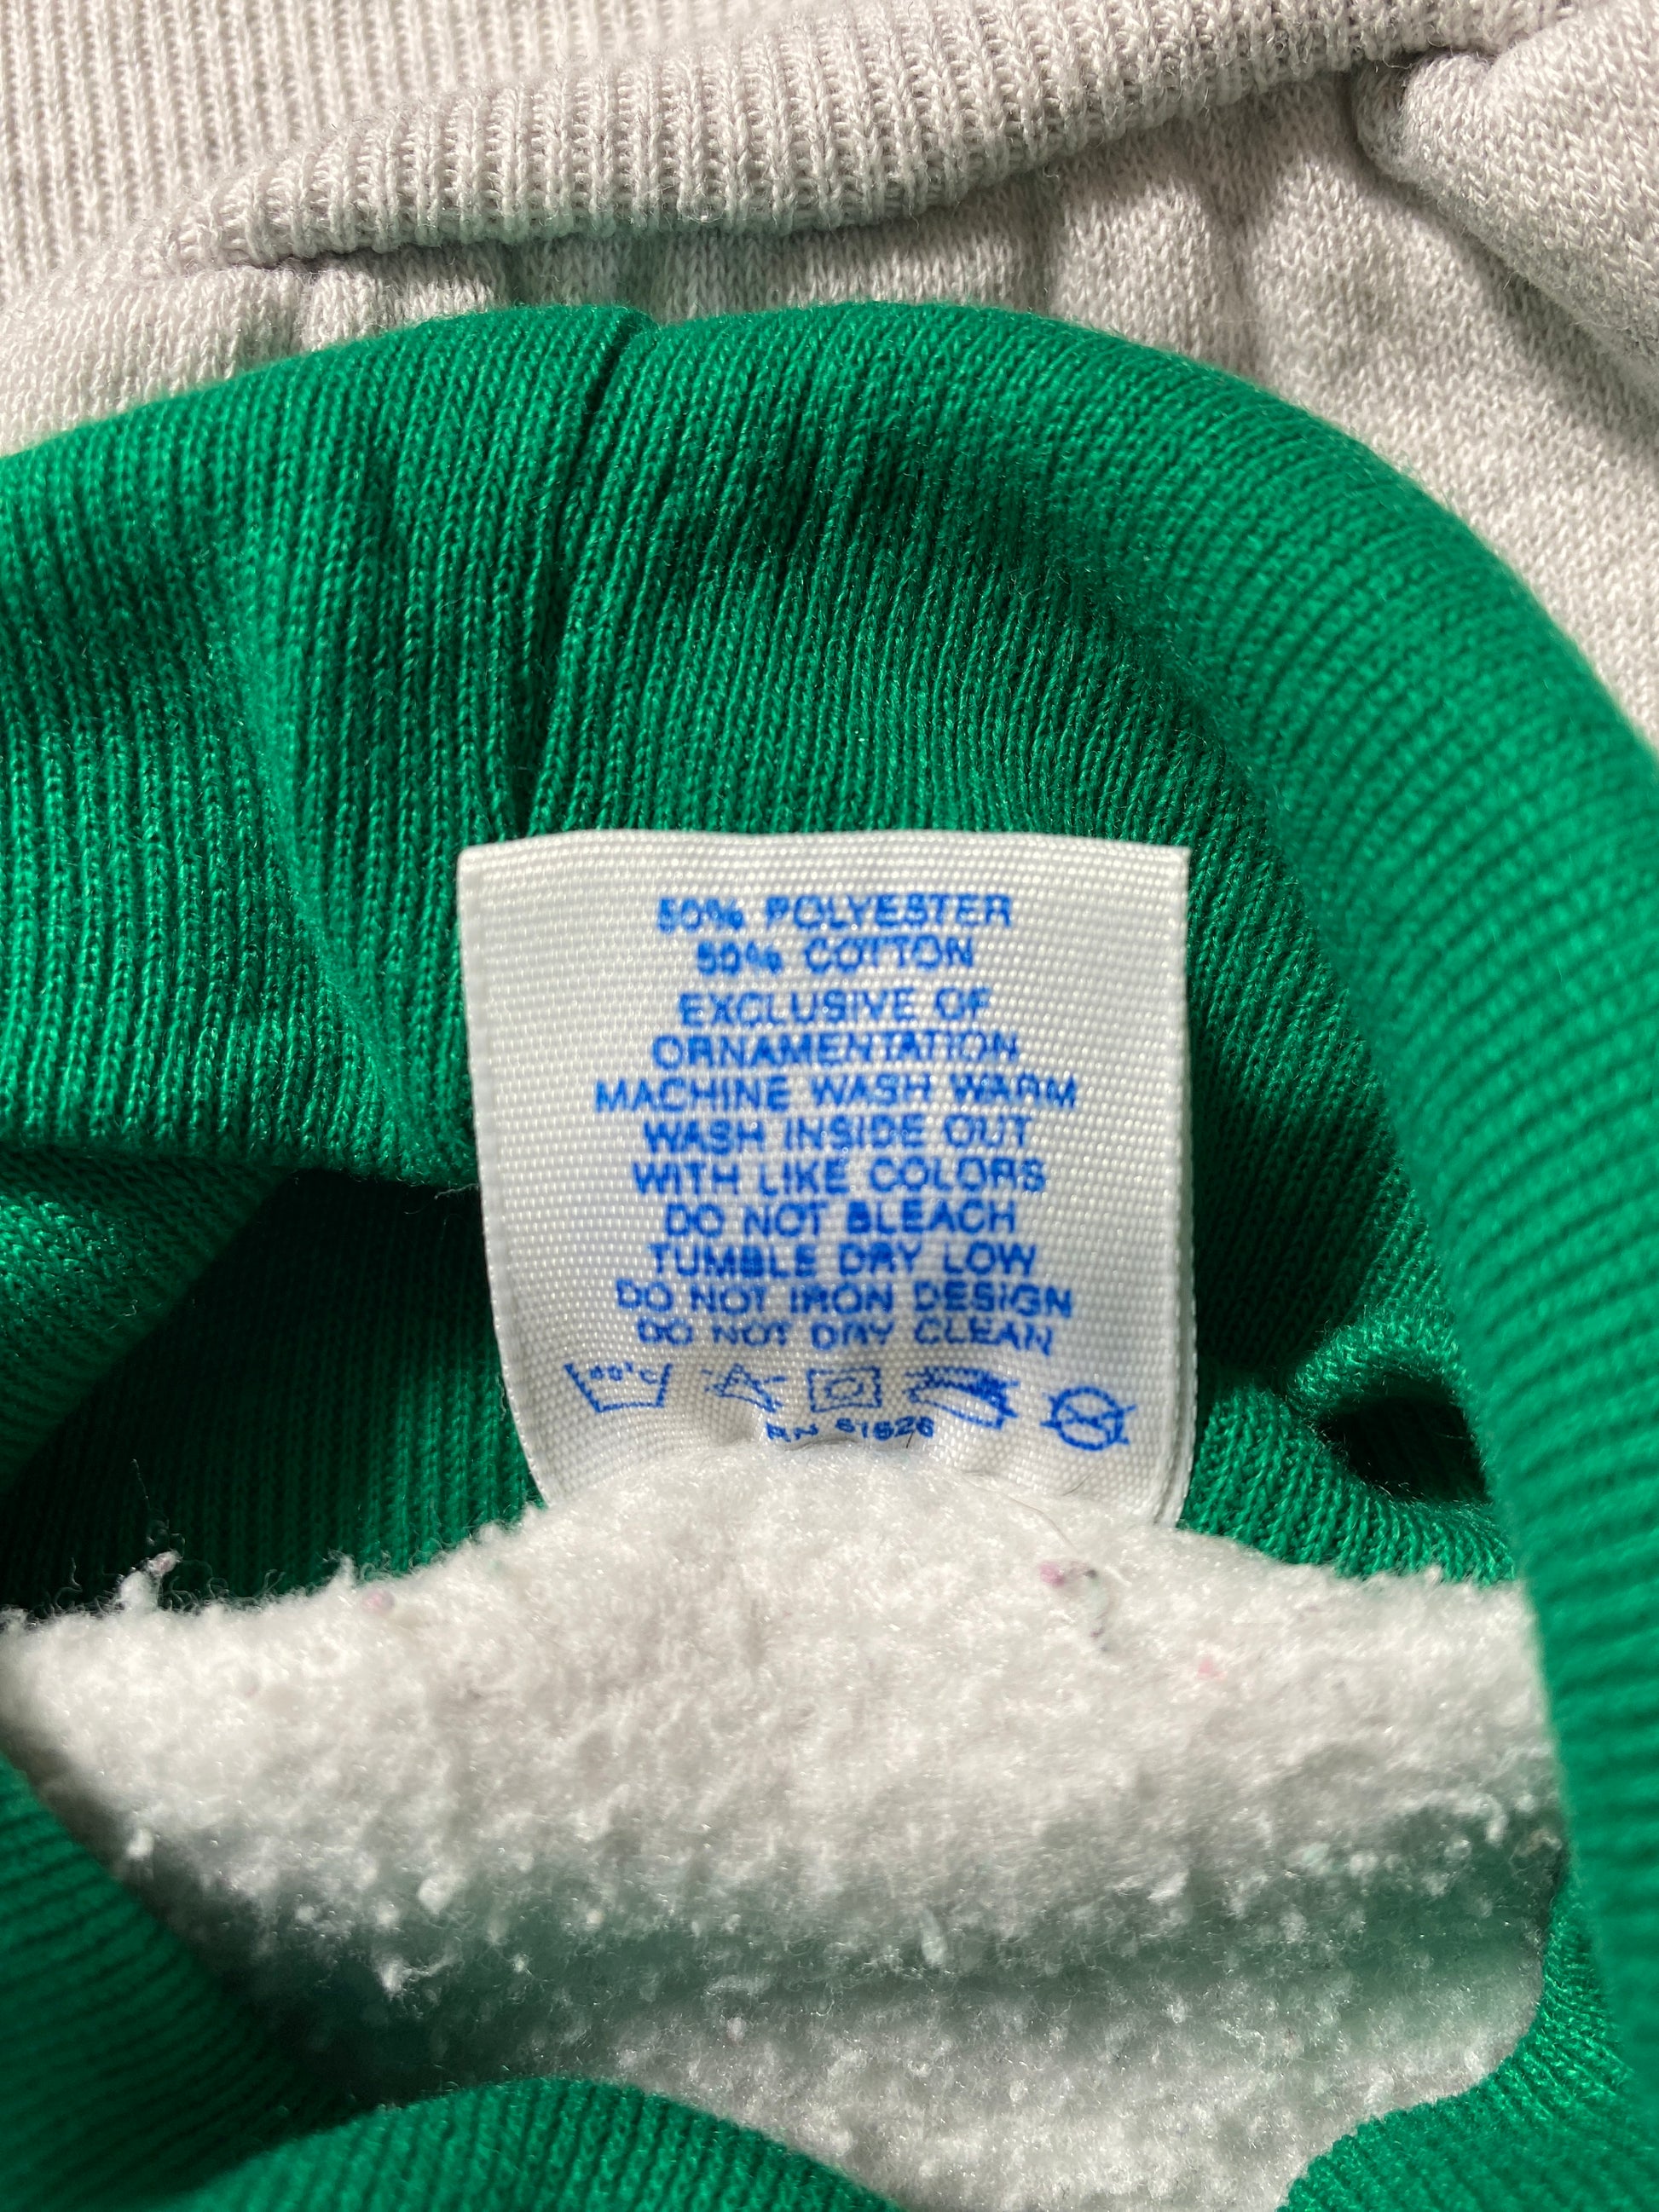 50% POLYESTER
50% COTTON
EXCLUSIVE OF
ORNAMENTATION
MACHINE WASH WARM
WASH INSIDE OUT
WITH LIKE COLORS
DO NOT BLEACH
TUMBLE DRY LOW
DO NOT IRON DESIGN
DO NOT DRY CLEAN
RN